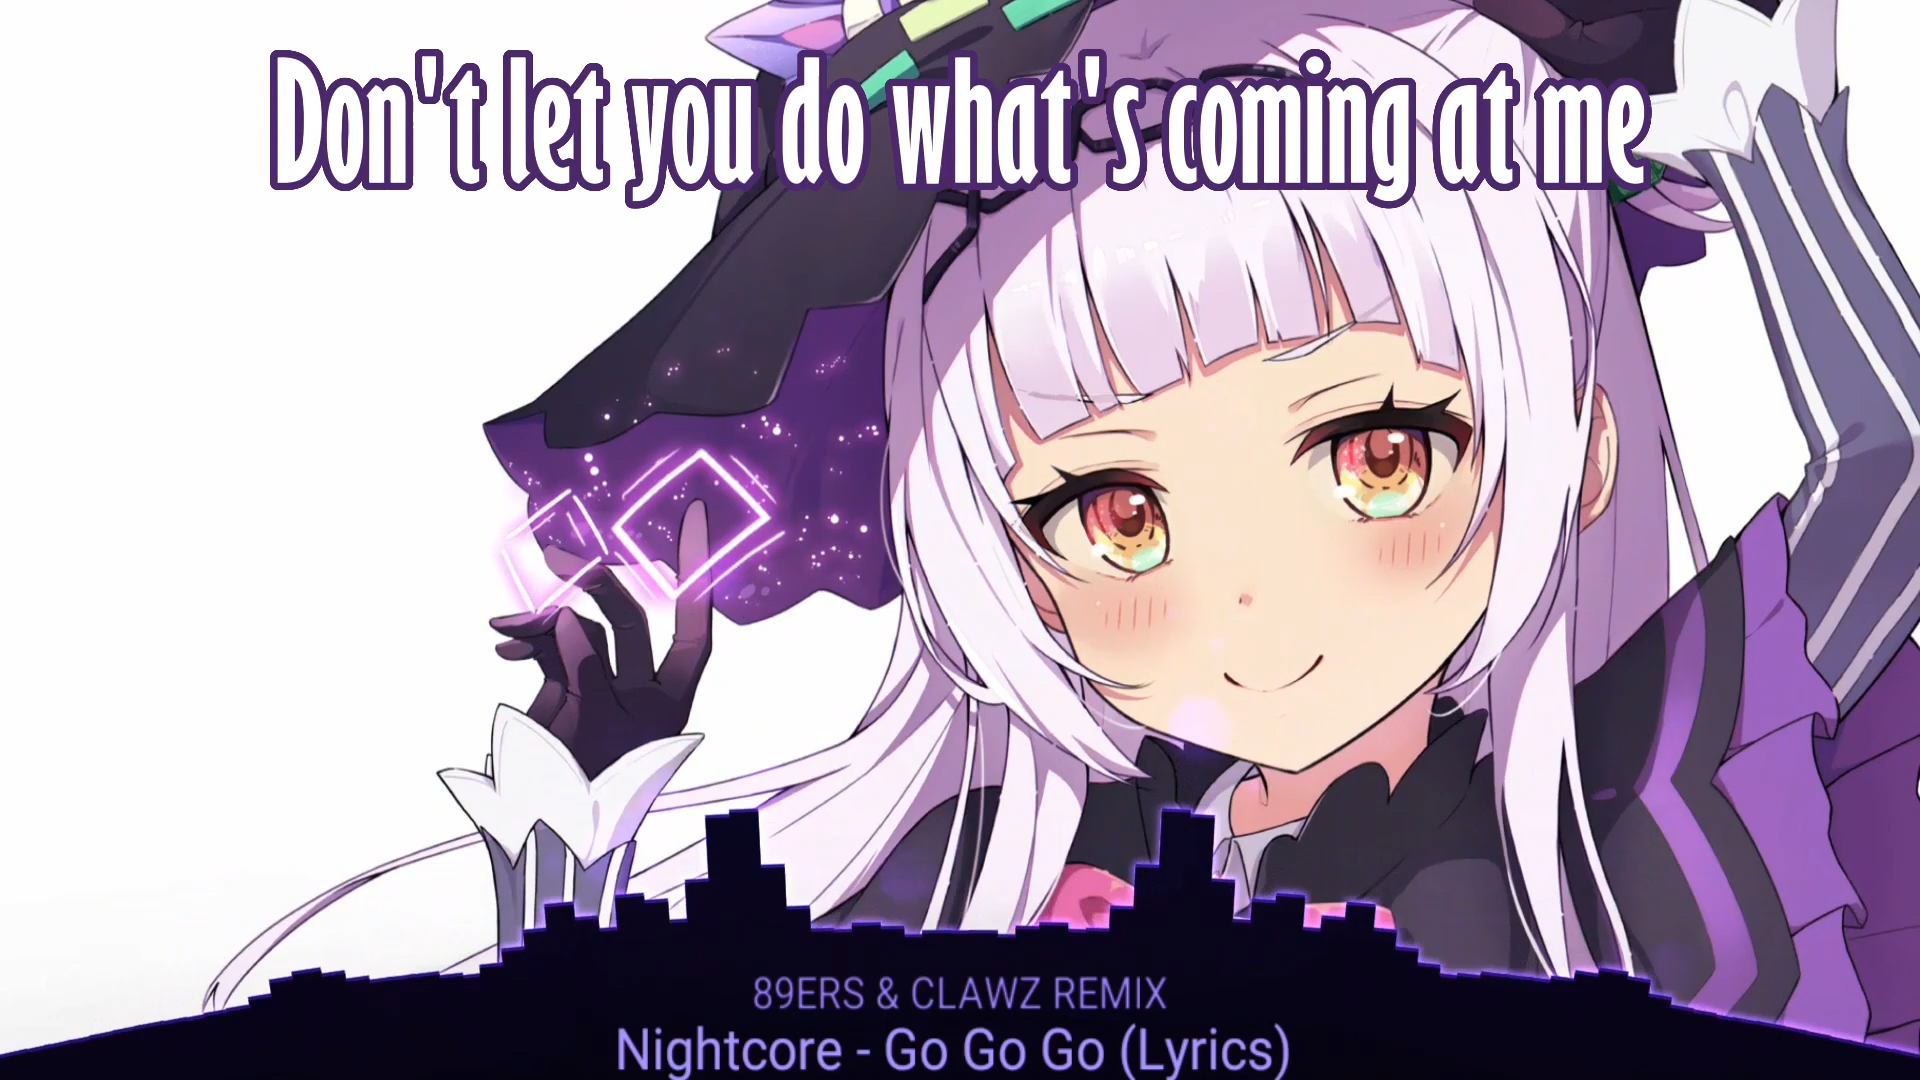 Don't let you do what's coming at me
89ERS & CLAWZ REMIX
Nightcore - Go Go Go (Lyrics)